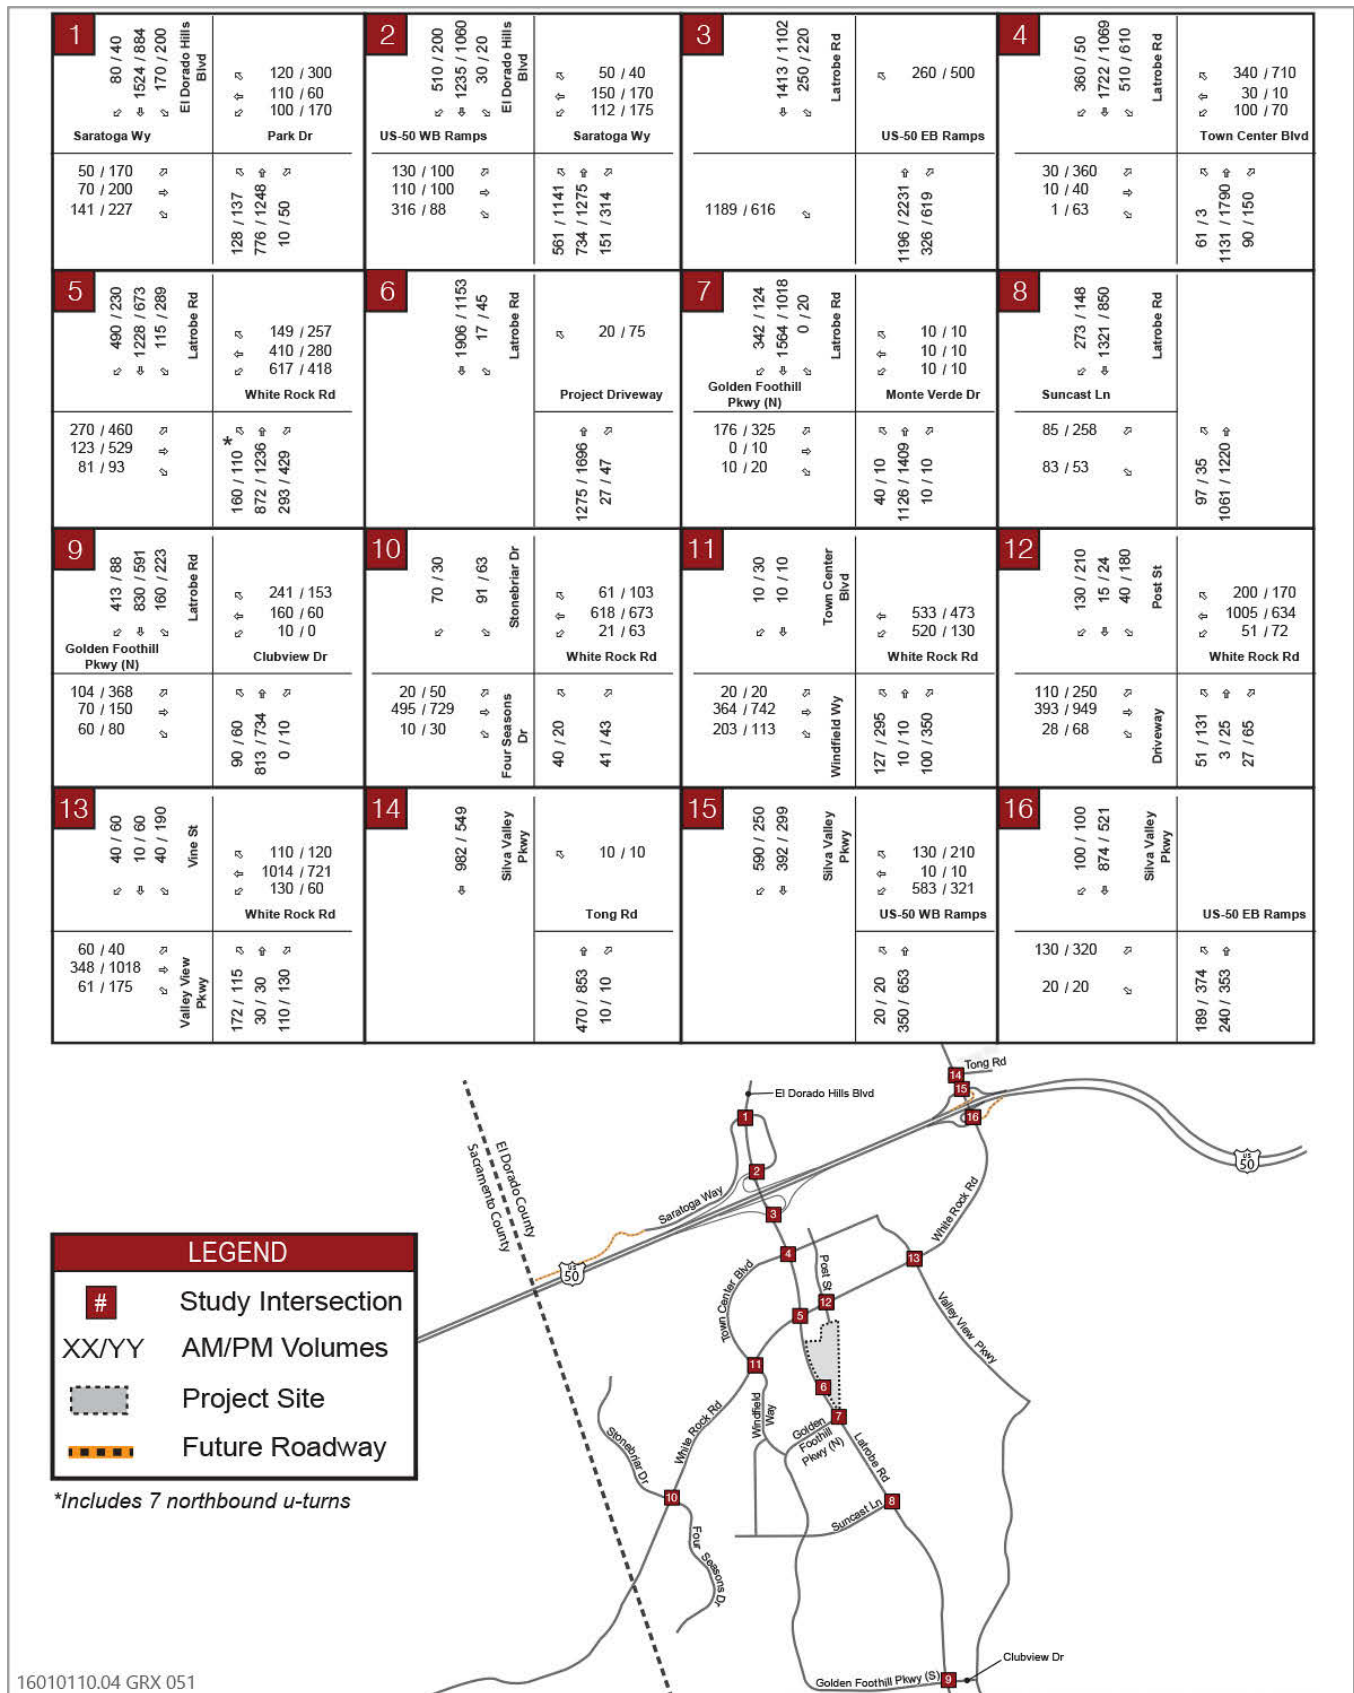 1
80 / 40
1524 / 884
170 / 200
El Dorado Hills
Blvd
120 / 300
110 / 60
100 / 170
Saratoga Wy
Park Dr
50 / 170
70 / 200
141 / 227
128 / 137
776 / 1248
10 / 50
2
510 / 200
1235 / 1060
30 / 20
El Dorado Hills
Blvd
50 / 40
150 / 170
112 / 175
US-50 WB Ramps
Saratoga Wy
130 / 100
110 / 100
316 / 88
561 / 1141
734 / 1275
151 / 314
3
1413 / 1102
250 / 220
Latrobe Rd
260 / 500
US-50 EB Ramps
1189 / 616
1196 / 2231
326 / 619
4
360 / 50
1722 / 1069
510 / 610
Latrobe Rd
340 / 710
30 / 10
100 / 70
Town Center Blvd
30 / 360
10 / 40
1 / 63
61 / 3
1131 / 1790
90 / 150
5
490 / 230
1228 / 673
115 / 289
Latrobe Rd
149 / 257
410 / 280
617 / 418
White Rock Rd
270 / 460
123 / 529
81 / 93
160 / 110 *
872 / 1236
293 / 429
6
1906 / 1153
17 / 45
Latrobe Rd
20 / 75
Project Driveway
1275 / 1696
27 / 47
7
342 / 124
1564 / 1018
0 / 20
Latrobe Rd
10 / 10
10 / 10
10 / 10
Golden Foothill
Pkwy (N)
Monte Verde Dr
176 / 325
0 / 10
10 / 20
40 / 10
1126 / 1409
10 / 10
8
273 / 148
1321 / 850
Latrobe Rd
Suncast Ln
85 / 258
83 / 53
97 / 35
1061 / 1220
9
413 / 88
830 / 591
160 / 223
Latrobe Rd
241 / 153
160 / 60
10 / 0
Golden Foothill
Pkwy (N)
Clubview Dr
104 / 368
70 / 150
60 / 80
90 / 60
813 / 734
0 / 10
10
70 / 30
91 / 63
Stonebriar Dr
61 / 103
618 / 673
21 / 63
White Rock Rd
20 / 50
495 / 729
10 / 30
Four Seasons
Dr
40 / 20
41 / 43
11
10 / 30
10 / 10
Town Center
Blvd
533 / 473
520 / 130
White Rock Rd
20 / 20
364 / 742
203 / 113
Windfield Wy
127 / 295
10 / 10
100 / 350
12
130 / 210
15 / 24
40 / 180
Post St
200 / 170
1005 / 634
51 / 72
White Rock Rd
110 / 250
393 / 949
28 / 68
Driveway
51 / 131
3 / 25
27 / 65
13
40 / 60
10 / 60
40 / 190
Vine St
110 / 120
1014 / 721
130 / 60
White Rock Rd
60 / 40
348 / 1018
61 / 175
Valley View
Pkwy
172 / 115
30 / 30
110 / 130
14
982 / 549
Silva Valley
Pkwy
10 / 10
Tong Rd
470 / 853
10 / 10
15
590 / 250
392 / 299
Silva Valley
Pkwy
130 / 210
10 / 10
583 / 321
US-50 WB Ramps
20 / 20
350 / 653
16
100 / 100
874 / 521
Silva Valley
Pkwy
US-50 EB Ramps
130 / 320
20 / 20
189 / 374
240 / 353
Tong Rd
14
15
16
El Dorado Hills Blvd
1
2
3
4
5
6
7
8
9
10
11
12
13
El Dorado County
Sacramento County
Saratoga Way
US
50
US
50
White Rock Rd
Post St
Town Center Blvd
Valley View Pkwy
Windfield
Way
Golden
Foothill
Pkwy (N)
Latrobe Rd
White Rock Rd
Stonebriar Dr
Suncast Ln
Four Seasons Dr
Clubview Dr
Golden Foothill Pkwy (S)
LEGEND
# Study Intersection
XX/YY AM/PM Volumes
Project Site
Future Roadway
*Includes 7 northbound u-turns
16010110.04 GRX 051